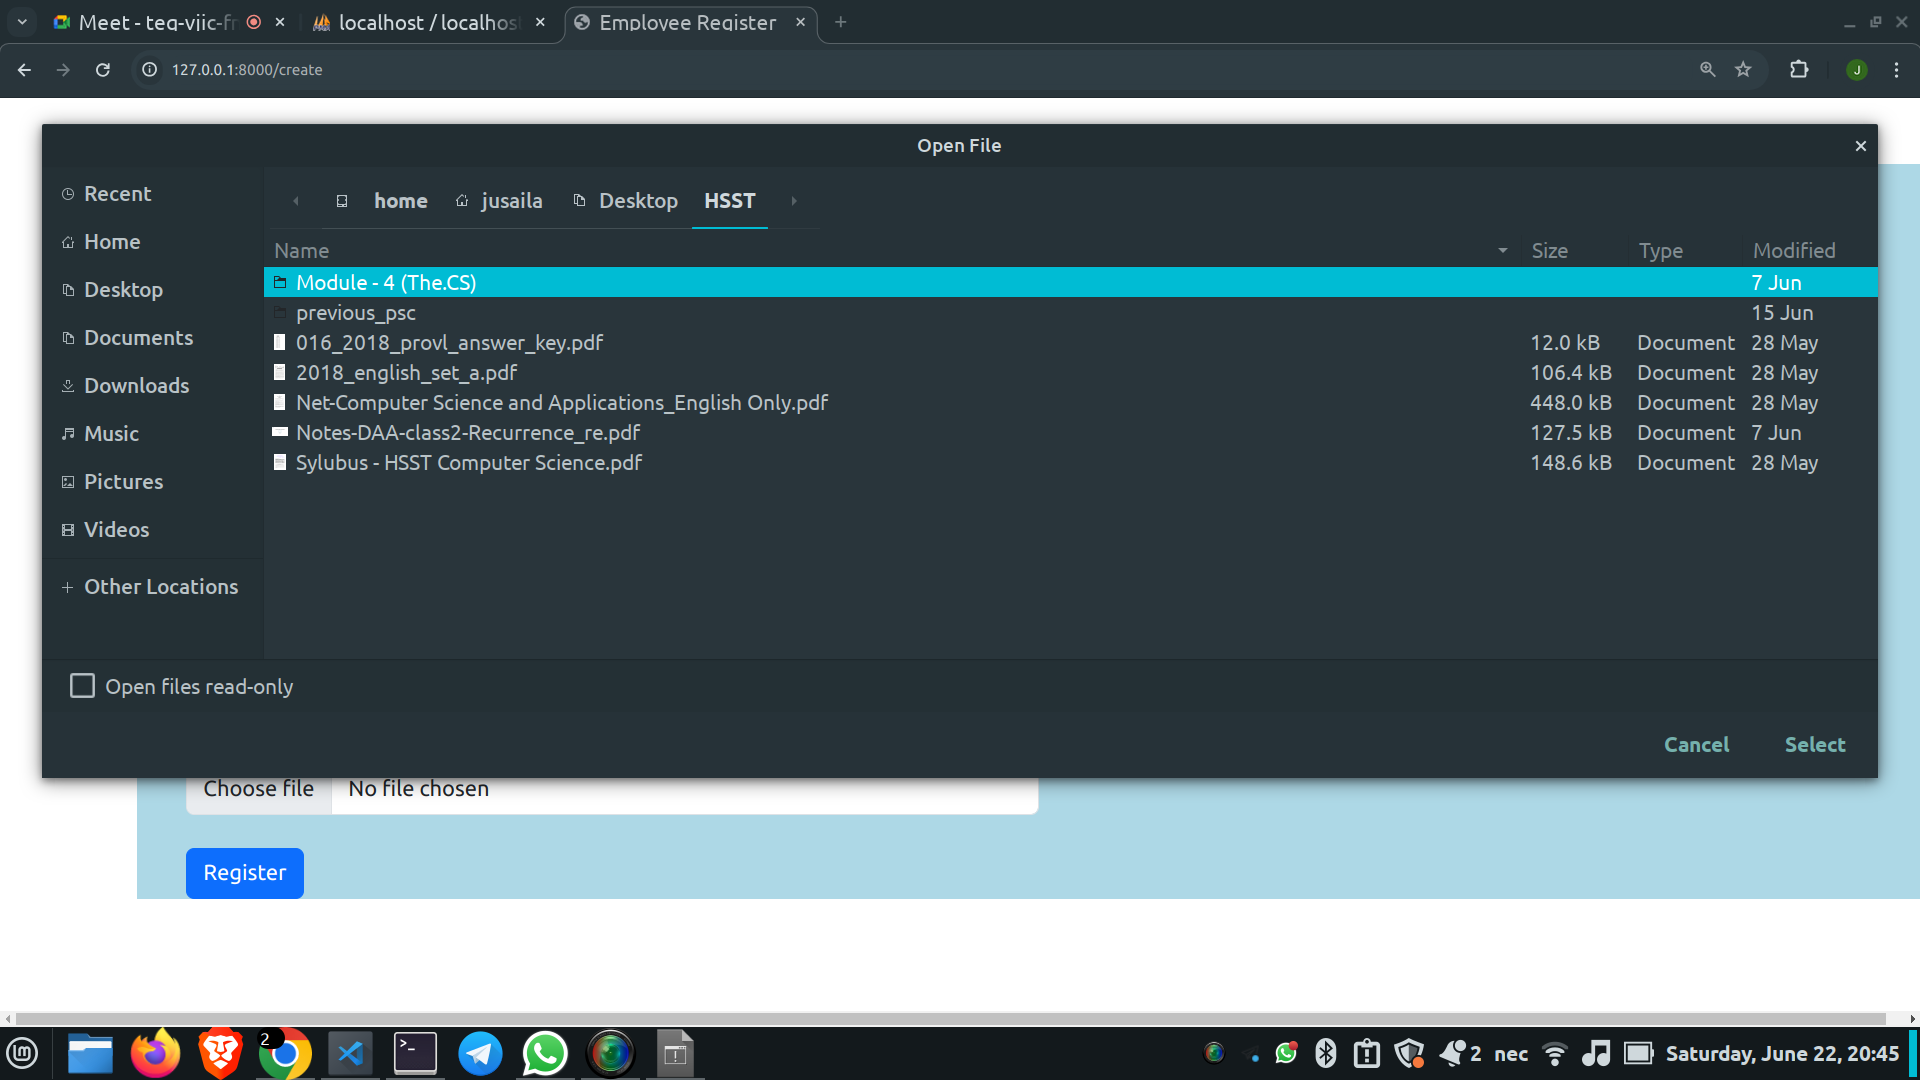 Meet - teq-vjic-fr
localhost / localhos
Employee Register
127.0.0.1:8000/create
J
Open File
Recent
Home
Desktop
Documents
Downloads
Music
Pictures
Videos
Other Locations
home jusaila Desktop HSST
Name Size Type Modified
Module - 4 (The.CS) 7 Jun
previous_psc 15 Jun
016_2018_provl_answer_key.pdf 12.0 kB Document 28 May
2018_english_set_a.pdf 106.4 kB Document 28 May
Net-Computer Science and Applications_English Only.pdf 448.0 kB Document 28 May
Notes-DAA-class2-Recurrence_re.pdf 127.5 kB Document 7 Jun
Sylubus - HSST Computer Science.pdf 148.6 kB Document 28 May
Open files read-only
Cancel Select
Choose file No file chosen
Register
2
2 nec Saturday, June 22, 20:45